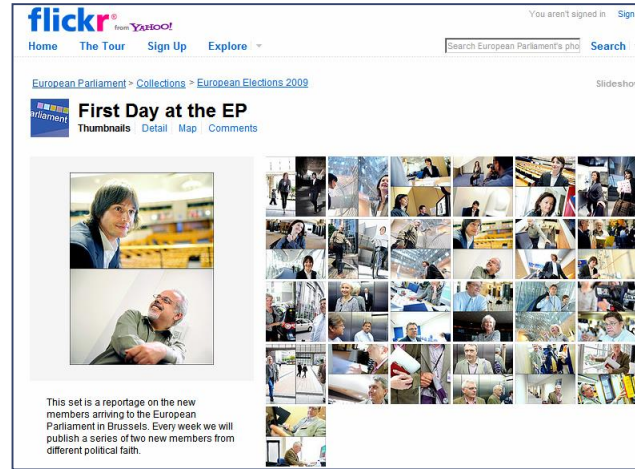 flickr® from YAHOO!
You aren't signed in Sign
Home The Tour Sign Up Explore
Search European Parliament's pho Search
European Parliament > Collections > European Elections 2009
Slideshow
arliament
First Day at the EP
Thumbnails Detail Map Comments
This set is a reportage on the new
members arriving to the European
Parliament in Brussels. Every week we will
publish a series of two new members from
different political faith.